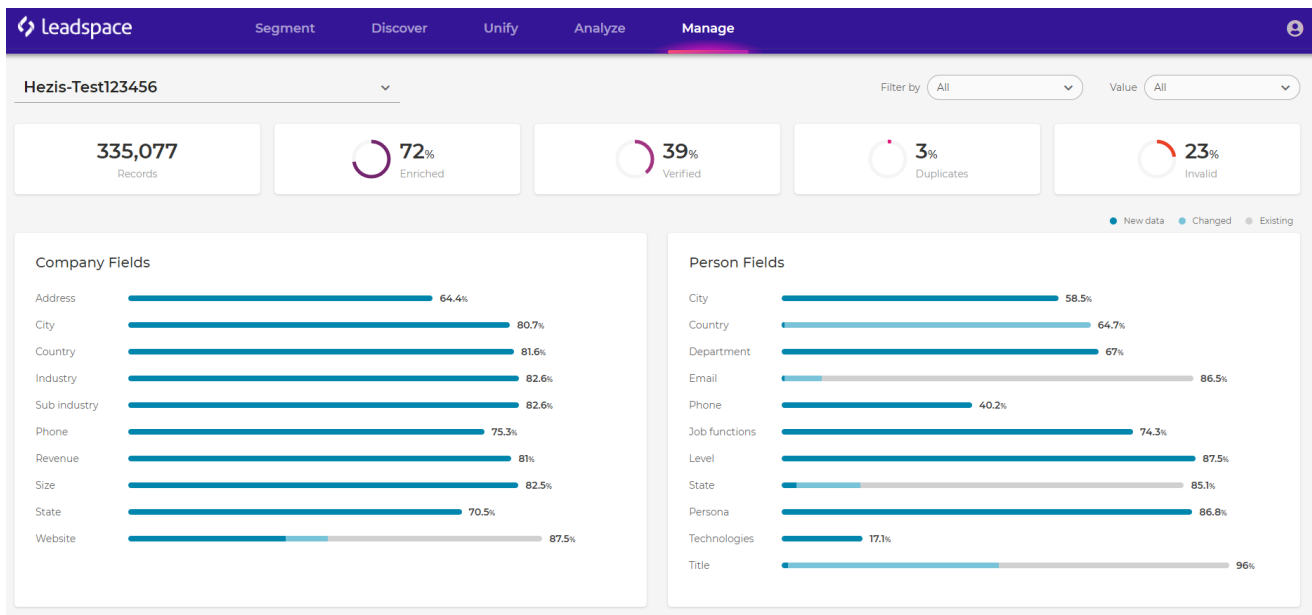 leadspace Segment Discover Unify Analyze Manage
Hezis-Test123456 Filter by All Value All
335,077 72% 39% 3% 23%
Records Enriched Verified Duplicates Invalid
New data Changed Existing
Company Fields
Address 64.4%
City 80.7%
Country 81.6%
Industry 82.6%
Sub industry 82.6%
Phone 75.3%
Revenue 81%
Size 82.5%
State 70.5%
Website 87.5%
Person Fields
City 58.5%
Country 64.7%
Department 67%
Email 86.5%
Phone 40.2%
Job functions 74.3%
Level 87.5%
State 85.1%
Persona 86.8%
Technologies 17.1%
Title 96%